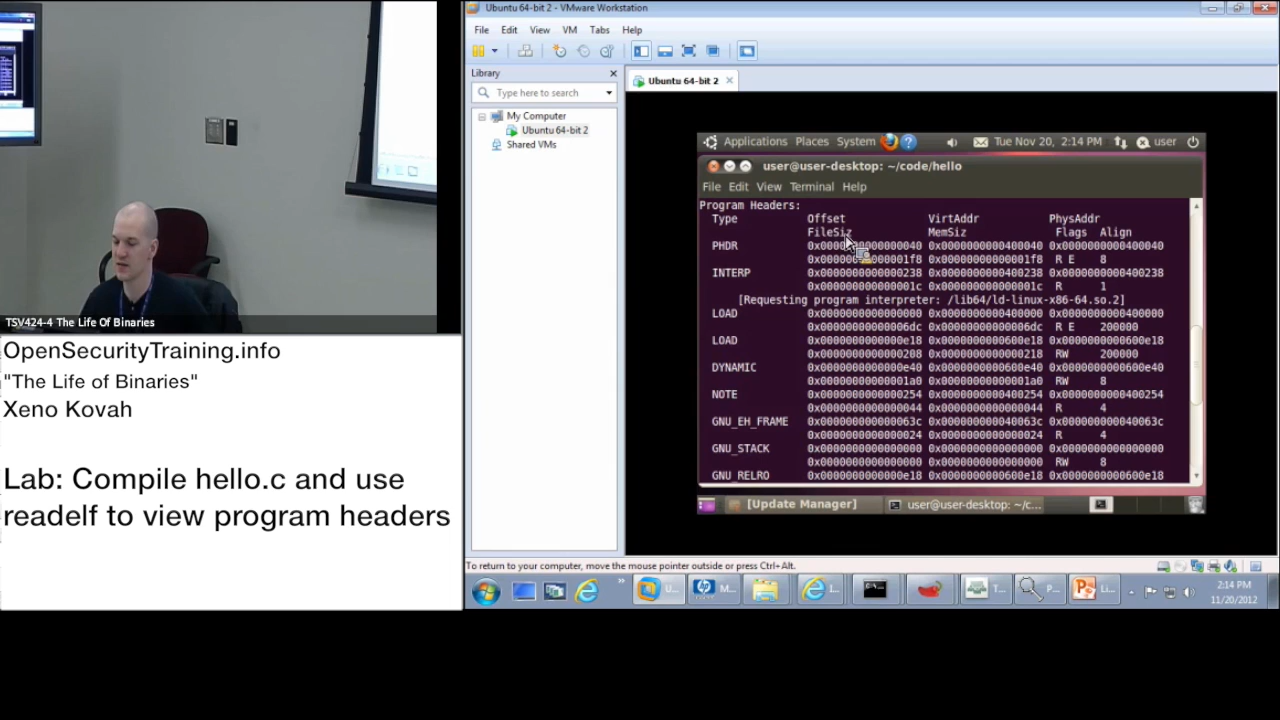 TSV424-4 The Life Of Binaries
OpenSecurityTraining.info
"The Life of Binaries"
Xeno Kovah
Lab: Compile hello.c and use
readelf to view program headers
Ubuntu 64-bit 2 - VMware Workstation
File Edit View VM Tabs Help
Library
Type here to search
My Computer
Ubuntu 64-bit 2
Shared VMs
Ubuntu 64-bit 2
Applications Places System Tue Nov 20, 2:14 PM user
user@user-desktop: ~/code/hello
File Edit View Terminal Help
Program Headers:
Type Offset VirtAddr PhysAddr
FileSiz MemSiz Flags Align
PHDR 0x0000000000000040 0x0000000000400040 0x0000000000400040
0x00000000000001f8 0x00000000000001f8 R E 8
INTERP 0x0000000000000238 0x0000000000400238 0x0000000000400238
0x000000000000001c 0x000000000000001c R 1
[Requesting program interpreter: /lib64/ld-linux-x86-64.so.2]
LOAD 0x0000000000000000 0x0000000000400000 0x0000000000400000
0x00000000000006dc 0x00000000000006dc R E 200000
LOAD 0x0000000000000e18 0x0000000000600e18 0x0000000000600e18
0x0000000000000208 0x0000000000000218 RW 200000
DYNAMIC 0x0000000000000e40 0x0000000000600e40 0x0000000000600e40
0x00000000000001a0 0x00000000000001a0 RW 8
NOTE 0x0000000000000254 0x0000000000400254 0x0000000000400254
0x0000000000000044 0x0000000000000044 R 4
GNU_EH_FRAME 0x000000000000063c 0x000000000040063c 0x000000000040063c
0x0000000000000024 0x0000000000000024 R 4
GNU_STACK 0x0000000000000000 0x0000000000000000 0x0000000000000000
0x0000000000000000 0x0000000000000000 RW 8
GNU_RELRO 0x0000000000000e18 0x0000000000600e18 0x0000000000600e18
[Update Manager] user@user-desktop: ~/c...
To return to your computer, move the mouse pointer outside or press Ctrl+Alt.
U... M... I... T... P... Li...
2:14 PM
11/20/2012